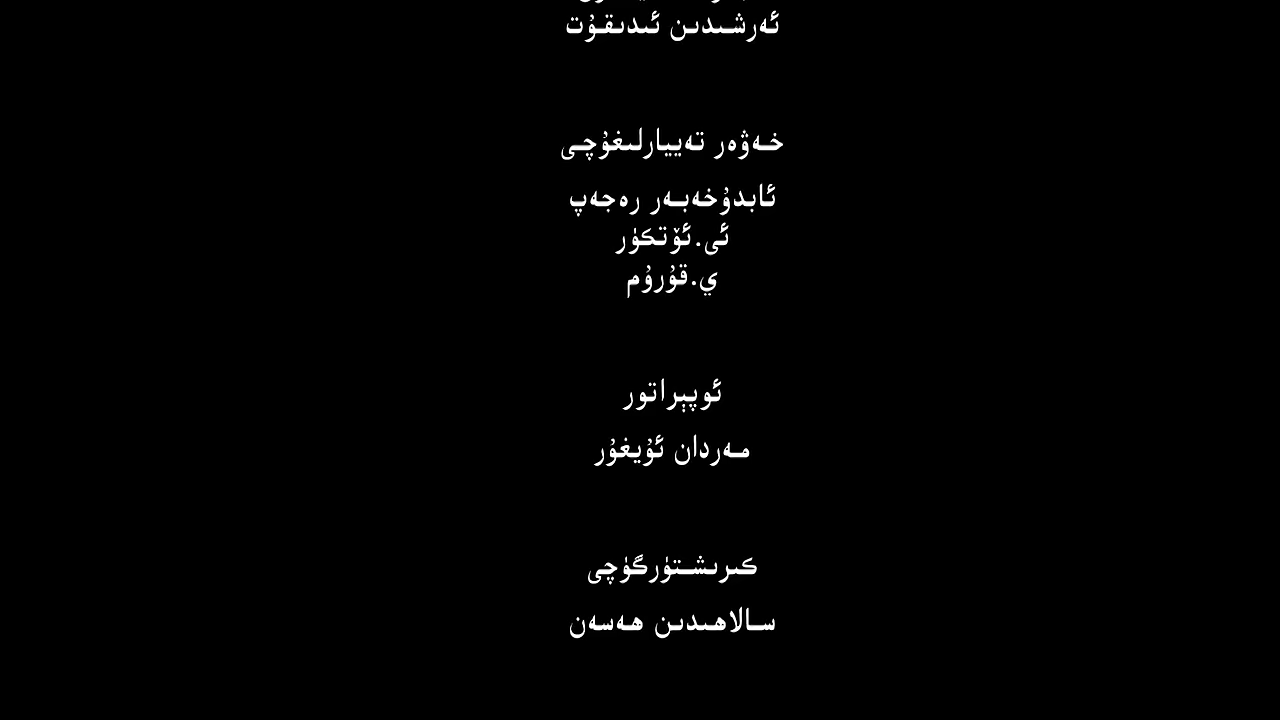 ئەرشىدىن ئىدىقۇت
خەۋەر تەييارلىغۇچى
ئابدۇخەبەر رەجەپ
ئى.ئۆتكۈر
ي.قۇرۇم
ئوپېراتور
مەردان ئۇيغۇر
كىرىشتۈرگۈچى
سالاھىدىن ھەسەن